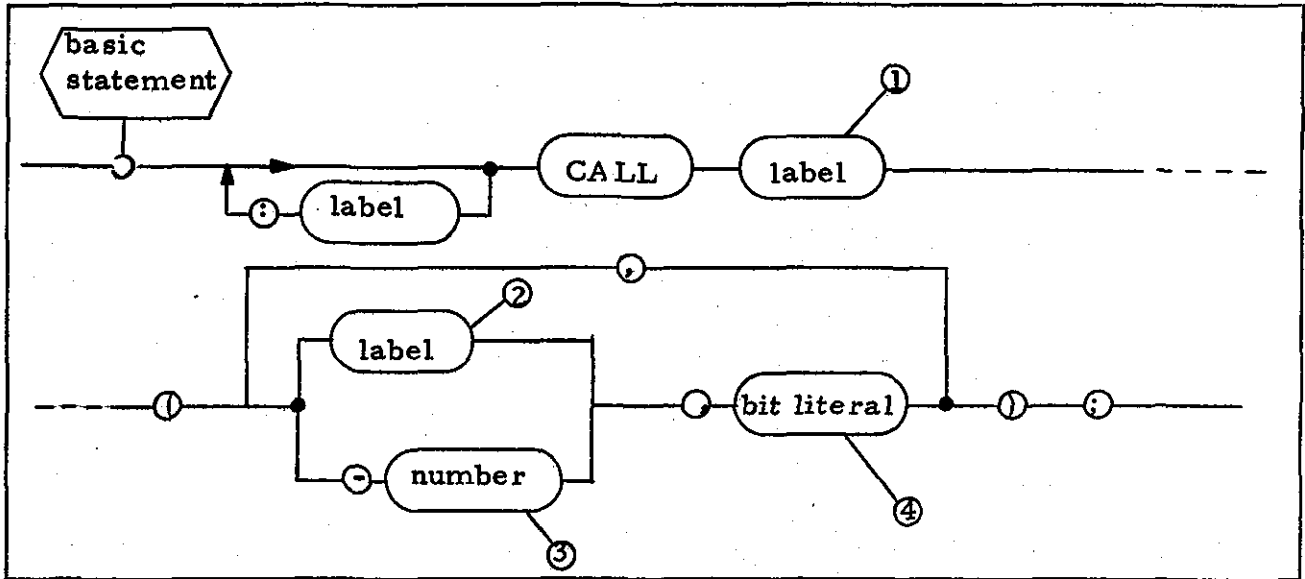 basic
statement
①
CALL label
: label
,
②
label
( , bit literal ) ;
- number
④
③